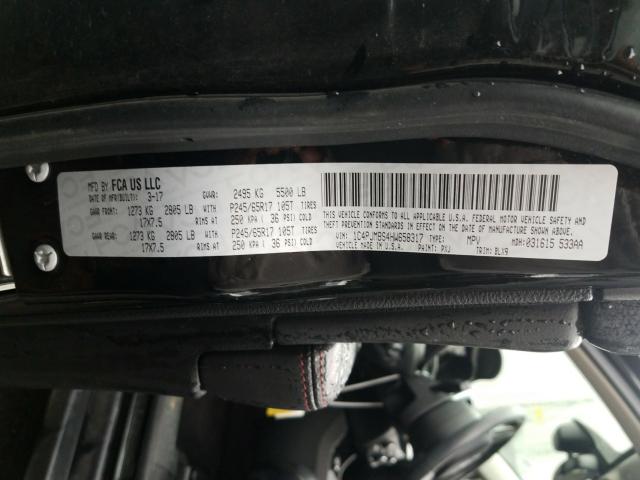 MFD BY FCA US LLC
DATE OF MFR(BUILT): 3-17 GVWR: 2495 KG 5500 LB
GAWR FRONT: 1273 KG 2805 LB WITH P245/65R17 105T TIRES
17X7.5 RIMS AT 250 KPA ( 36 PSI) COLD
GAWR REAR: 1273 KG 2805 LB WITH P245/65R17 105T TIRES
17X7.5 RIMS AT 250 KPA ( 36 PSI) COLD
THIS VEHICLE CONFORMS TO ALL APPLICABLE U.S.A. FEDERAL MOTOR VEHICLE SAFETY AND
THEFT PREVENTION STANDARDS IN EFFECT ON THE DATE OF MANUFACTURE SHOWN ABOVE.
VIN: 1C4PJMBS4HW658317 TYPE: MPV MDH: 031615 533AA
VEHICLE MADE IN U.S.A. PAINT: PXJ TRIM: BLX9